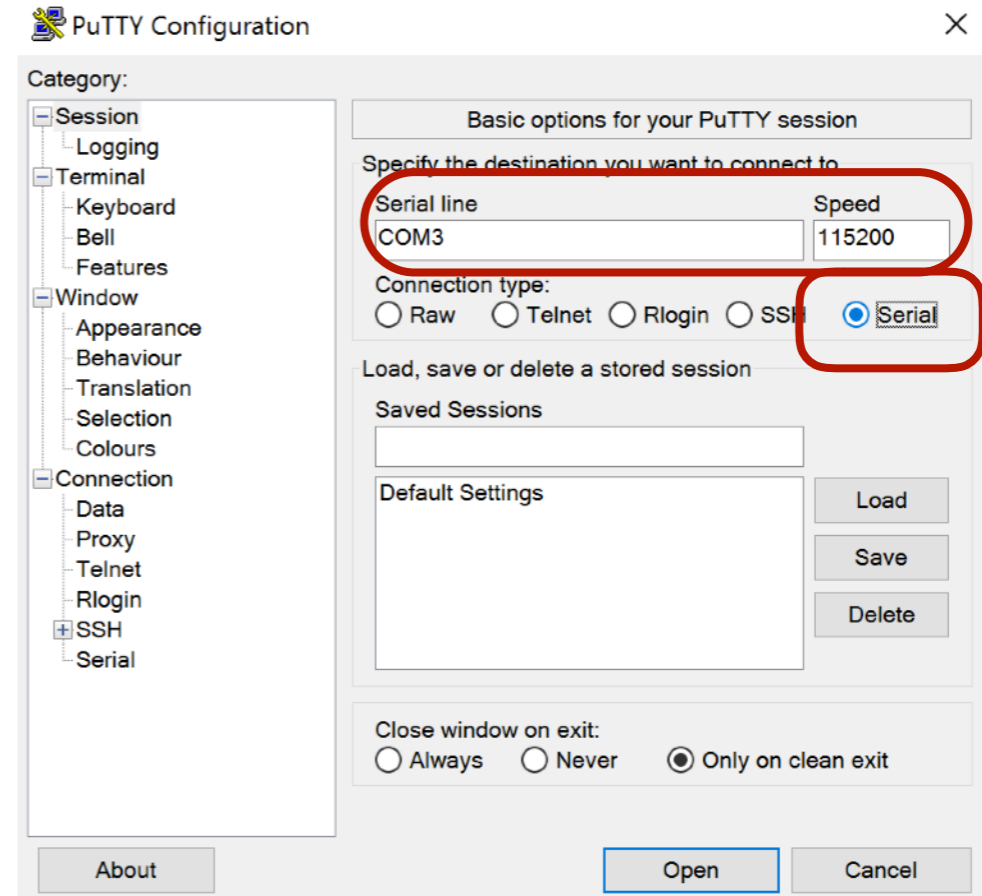 PuTTY Configuration
Category:
Session
Logging
Terminal
Keyboard
Bell
Features
Window
Appearance
Behaviour
Translation
Selection
Colours
Connection
Data
Proxy
Telnet
Rlogin
SSH
Serial
Basic options for your PuTTY session
Specify the destination you want to connect to
Serial line Speed
COM3 115200
Connection type:
Raw Telnet Rlogin SSH Serial
Load, save or delete a stored session
Saved Sessions
Default Settings
Load
Save
Delete
Close window on exit:
Always Never Only on clean exit
About Open Cancel